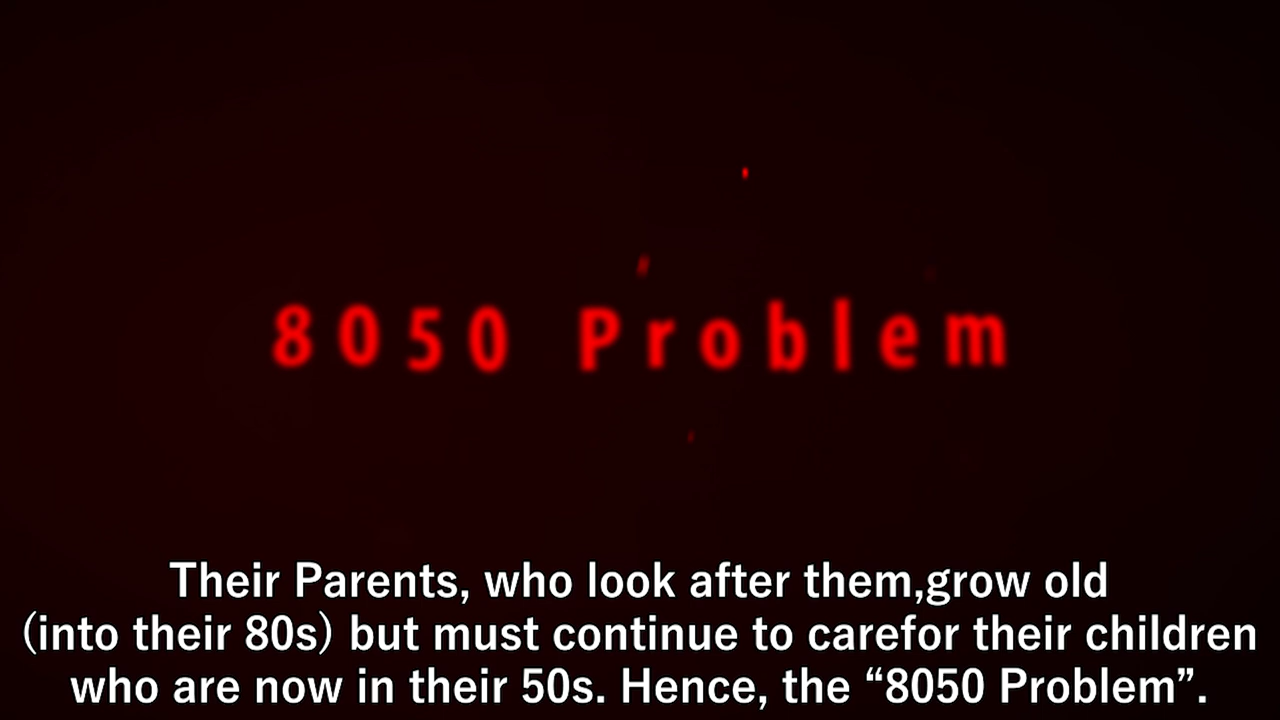 8050 Problem
Their Parents, who look after them,grow old
(into their 80s) but must continue to carefor their children
who are now in their 50s. Hence, the “8050 Problem”.